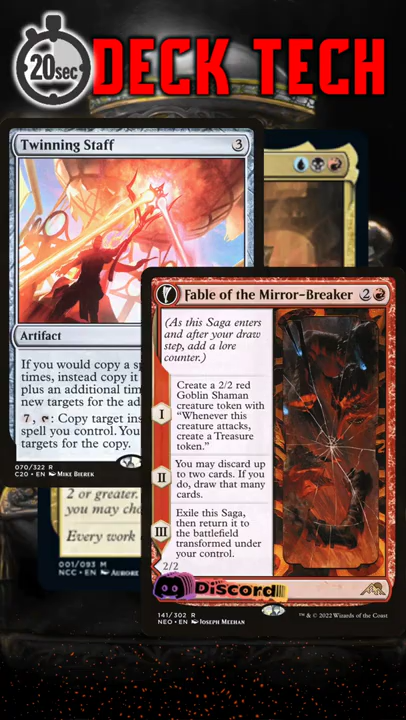 20sec
DECK TECH
Twinning Staff 3
Artifact
If you would copy a
times, instead copy it
plus an additional
new targets for the
7, : Copy target
spell you control. You
targets for the copy.
070/322 R
C20 • EN MIKE BIEREK
2 or greater.
you may
Every work
001/093 M
NCC • EN
Fable of the Mirror-Breaker 2
(As this Saga enters
and after your draw
step, add a lore
counter.)
I
Create a 2/2 red
Goblin Shaman
creature token with
"Whenever this
creature attacks,
create a Treasure
token."
II
You may discard up
to two cards. If you
do, draw that many
cards.
III
Exile this Saga,
then return it to
the battlefield
transformed under
your control.
2/2
Discord
141/302 R
NEO • EN JOSEPH MEEHAN
™ & © 2022 Wizards of the Coast